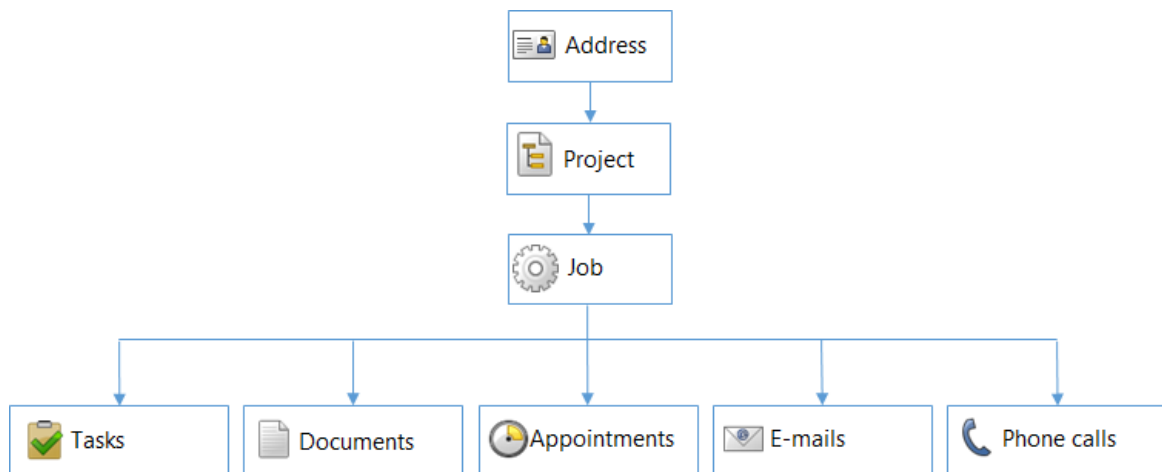 Address
Project
Job
Tasks
Documents
Appointments
E-mails
Phone calls